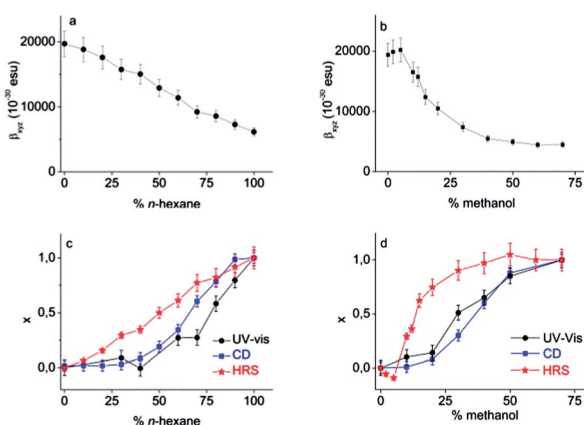 a
20000
10000
0
β_xyz (10⁻³⁰ esu)
0 25 50 75 100
% n-hexane
b
20000
10000
0
β_xyz (10⁻³⁰ esu)
0 25 50 75
% methanol
c
1,0
0,5
0,0
x
UV-vis
CD
HRS
0 25 50 75 100
% n-hexane
d
1,0
0,5
0,0
x
UV-Vis
CD
HRS
0 25 50 75
% methanol